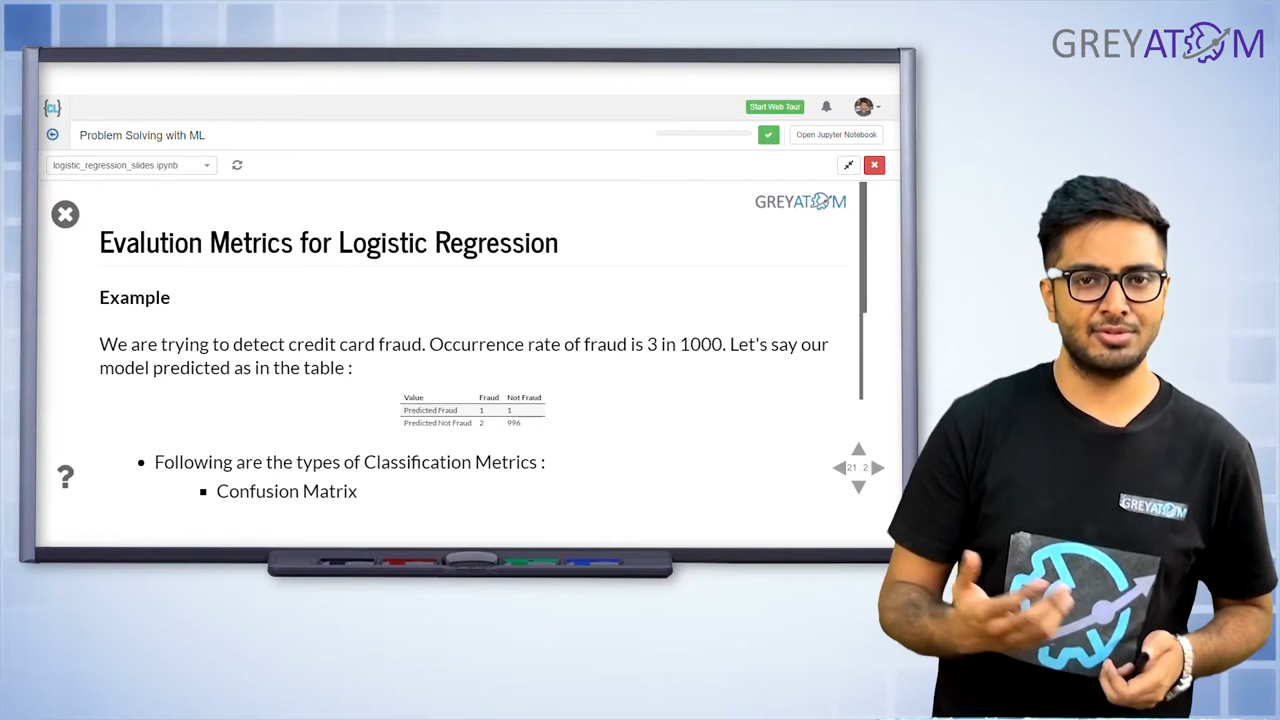 GREYATOM
{CL}
Start Web Tour
Problem Solving with ML
Open Jupyter Notebook
logistic_regression_slides.ipynb
GREYATOM
Evalution Metrics for Logistic Regression
Example
We are trying to detect credit card fraud. Occurrence rate of fraud is 3 in 1000. Let's say our
model predicted as in the table :
Value Fraud Not Fraud
Predicted Fraud 1 1
Predicted Not Fraud 2 996
• Following are the types of Classification Metrics :
▪ Confusion Matrix
?
21 . 2
GREYATOM